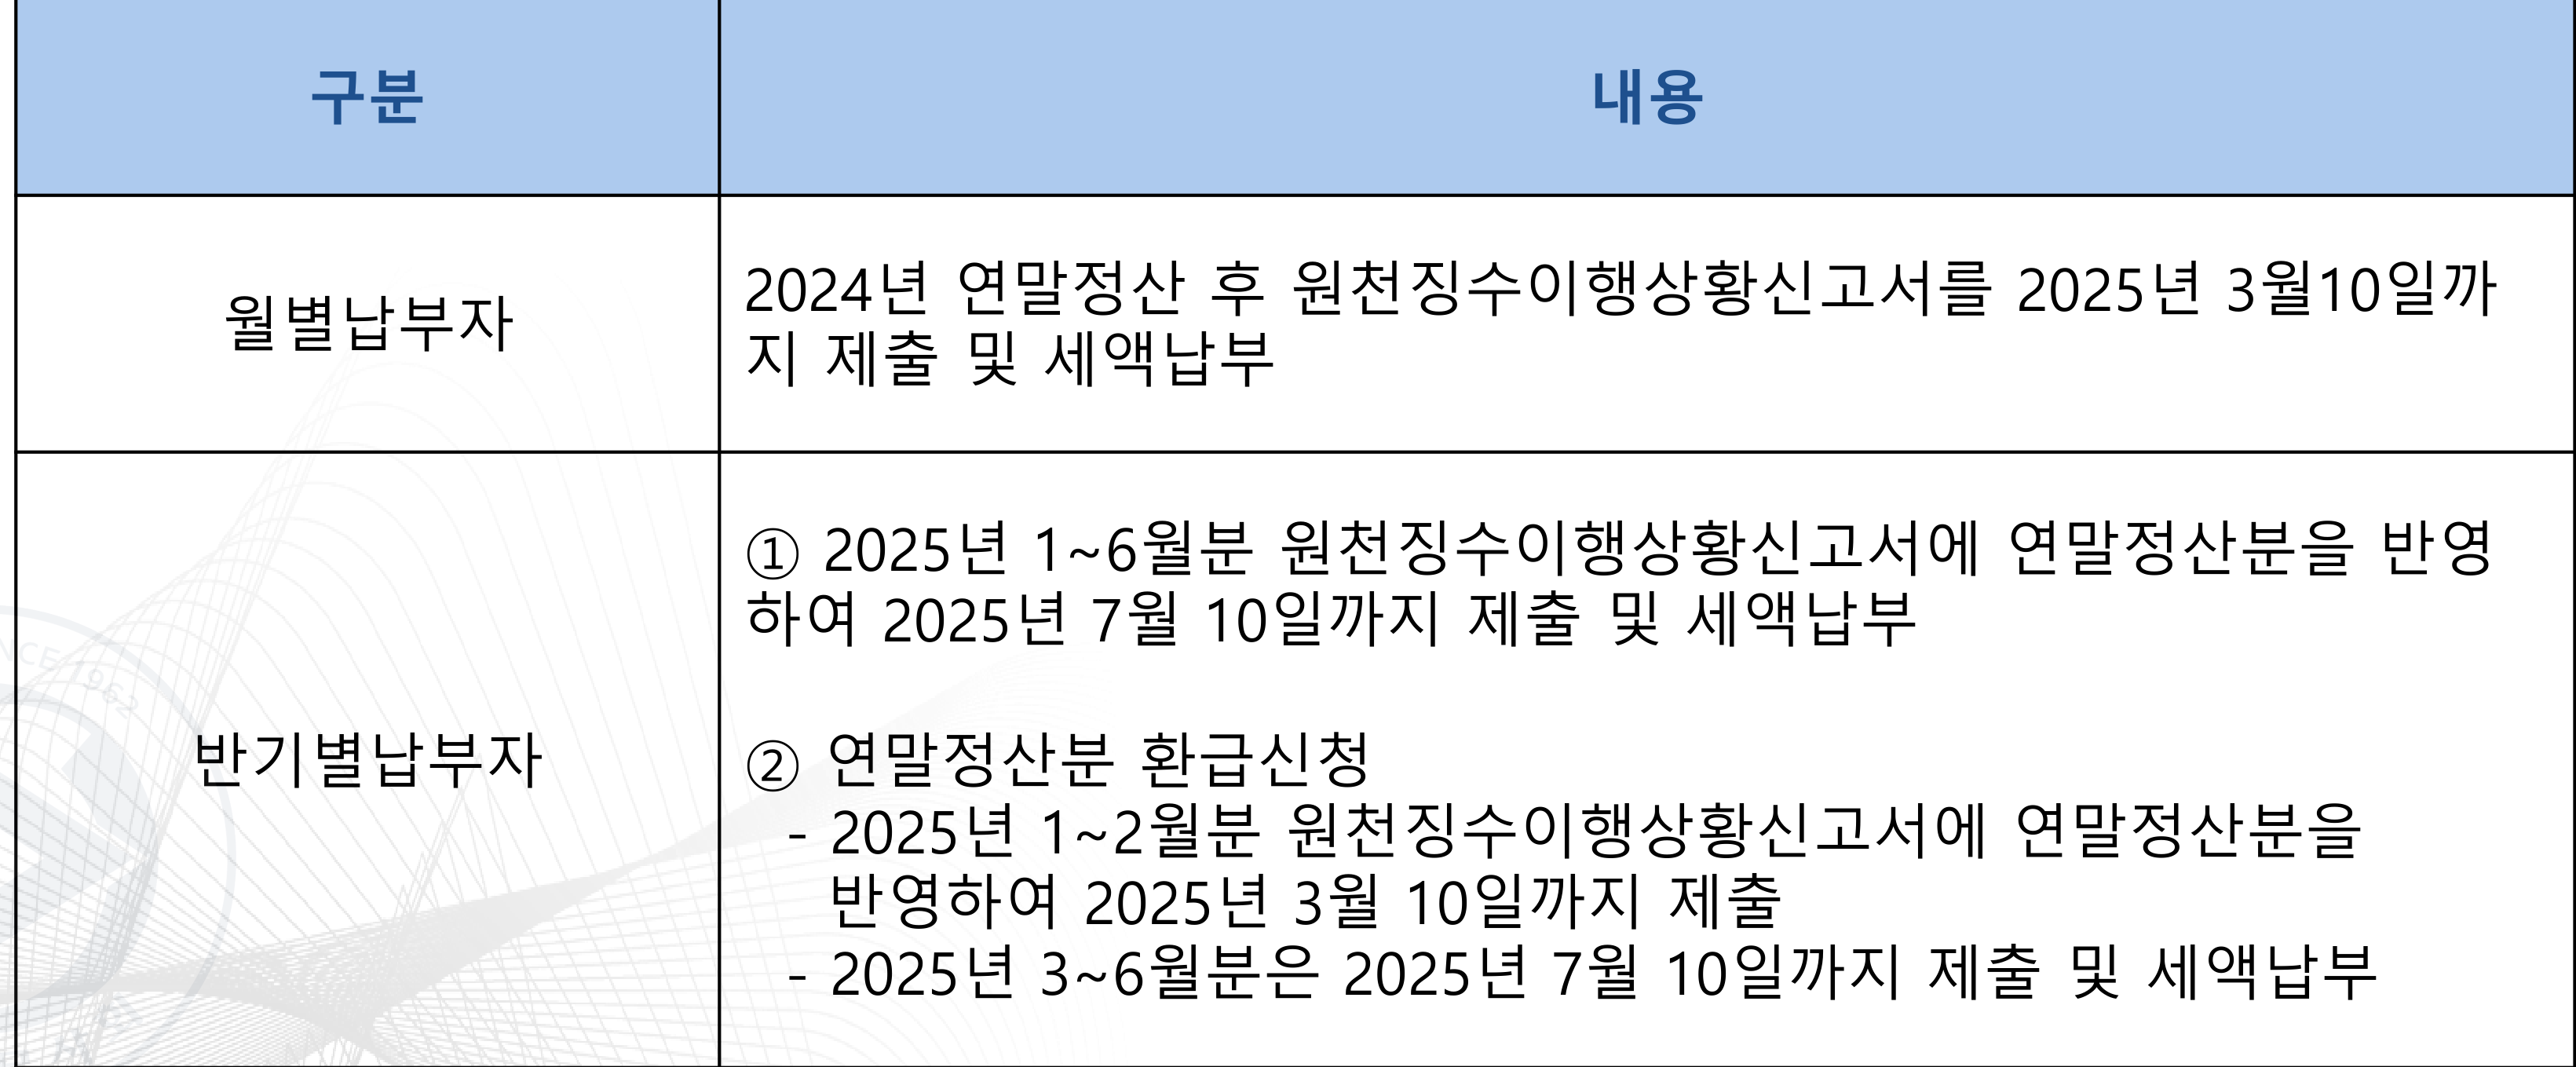 구분
내용
월별납부자
2024년 연말정산 후 원천징수이행상황신고서를 2025년 3월10일까
지 제출 및 세액납부
반기별납부자
① 2025년 1~6월분 원천징수이행상황신고서에 연말정산분을 반영
하여 2025년 7월 10일까지 제출 및 세액납부
② 연말정산분 환급신청
- 2025년 1~2월분 원천징수이행상황신고서에 연말정산분을
반영하여 2025년 3월 10일까지 제출
- 2025년 3~6월분은 2025년 7월 10일까지 제출 및 세액납부
1962